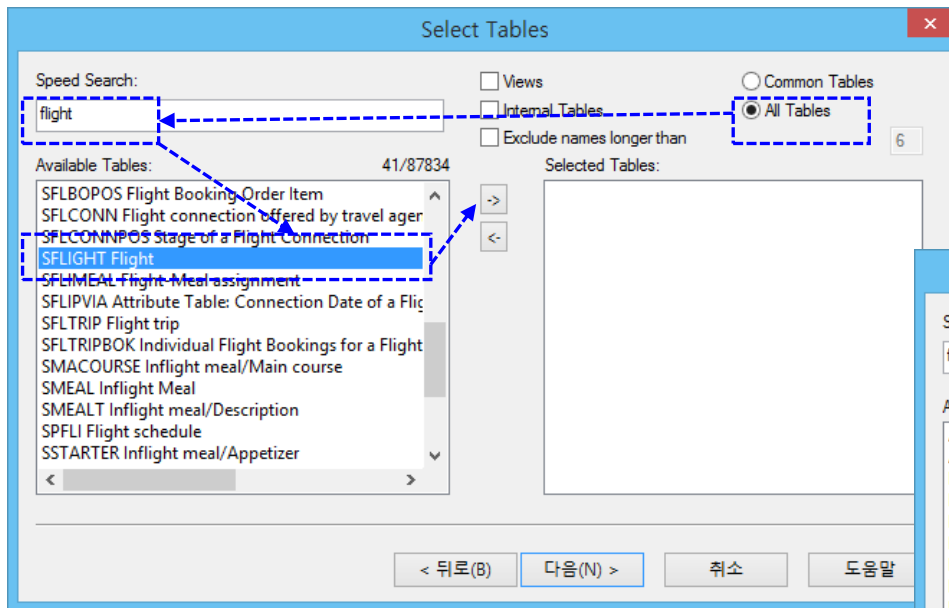 Select Tables
Speed Search:
flight
Views
Internal Tables
Exclude names longer than
Common Tables
All Tables
6
Available Tables:
41/87834
Selected Tables:
SFLBOPOS Flight Booking Order Item
SFLCONN Flight connection offered by travel agen
SFLCONNPOS Stage of a Flight Connection
SFLIGHT Flight
SFLIMEAL Flight-Meal assignment
SFLIPVIA Attribute Table: Connection Date of a Flig
SFLTRIP Flight trip
SFLTRIPBOK Individual Flight Bookings for a Flight
SMACOURSE Inflight meal/Main course
SMEAL Inflight Meal
SMEALT Inflight meal/Description
SPFLI Flight schedule
SSTARTER Inflight meal/Appetizer
->
<-
< 뒤로(B)
다음(N) >
취소
도움말